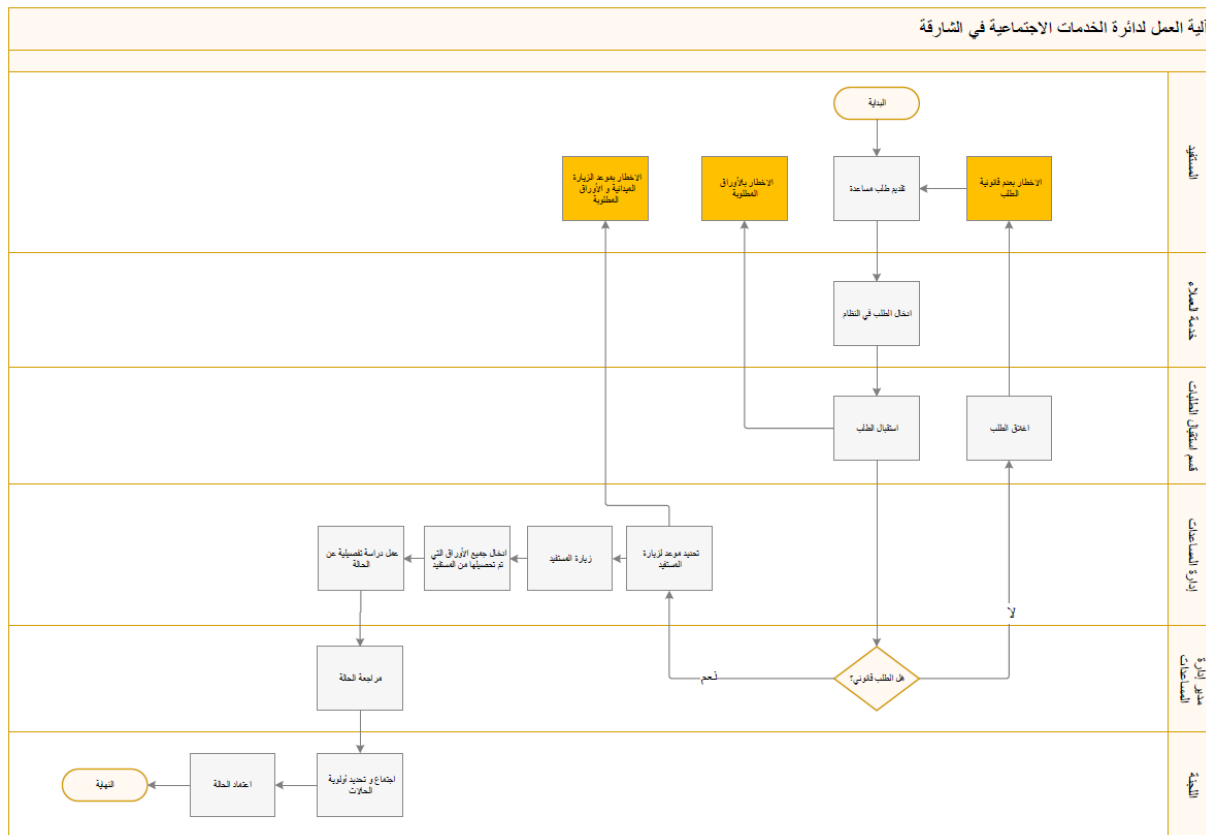 آلية العمل لدائرة الخدمات الاجتماعية في الشارقة
المستفيد
البداية
الاخطار بعدم قانونية
الطلب
تقديم طلب مساعدة
الاخطار بالأوراق
المطلوبة
الاخطار بموعد الزيارة
الميدانية و الأوراق
المطلوبة
خدمة العملاء
ادخال الطلب في النظام
قسم استقبال الطلبات
اغلاق الطلب
استقبال الطلب
إدارة المساعدات
تحديد موعد لزيارة
المستفيد
زيارة المستفيد
ادخال جميع الأوراق التي
تم تحصيلها من المستفيد
عمل دراسة تفصيلية عن
الحالة
لا
مدير إدارة
المساعدات
هل الطلب قانوني؟
نعم
مراجعة الحالة
اللجنة
اجتماع و تحديد أولوية
الحالات
اعتماد الحالة
النهاية